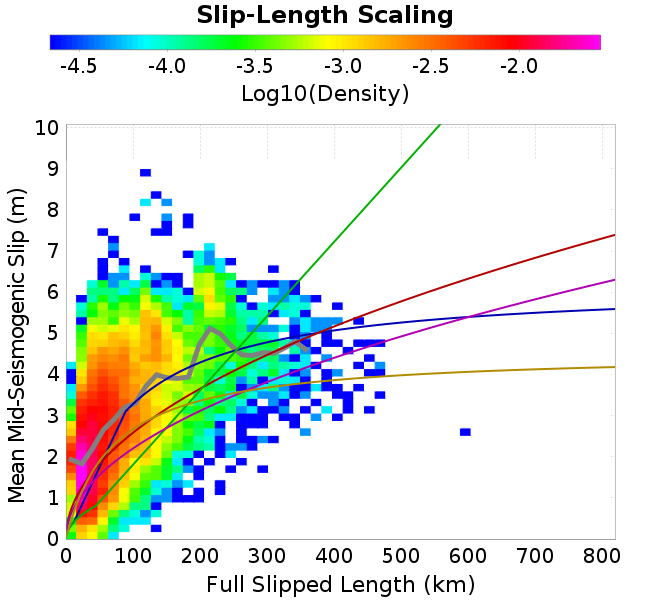 Slip-Length Scaling
-4.5 -4.0 -3.5 -3.0 -2.5 -2.0
Log10(Density)
Mean Mid-Seismogenic Slip (m)
10
9
8
7
6
5
4
3
2
1
0
0 100 200 300 400 500 600 700 800
Full Slipped Length (km)